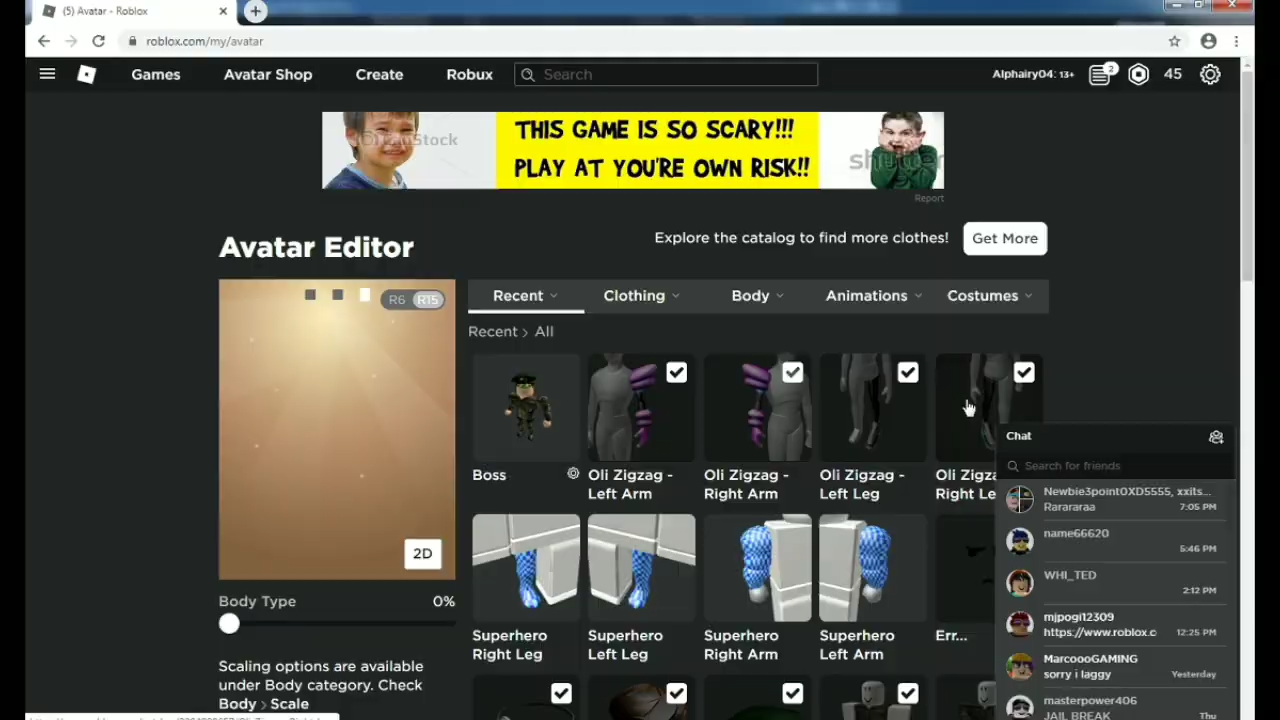 (5) Avatar - Roblox
roblox.com/my/avatar
Games
Avatar Shop
Create
Robux
Search
Alphairy04: 13+
2
45
THIS GAME IS SO SCARY!!!
PLAY AT YOU'RE OWN RISK!!
Report
Avatar Editor
Explore the catalog to find more clothes!
Get More
R6 R15
Recent
Clothing
Body
Animations
Costumes
Recent > All
Boss
Oli Zigzag -
Left Arm
Oli Zigzag -
Right Arm
Oli Zigzag -
Left Leg
Oli Zigza
Right Le
2D
Body Type
0%
Superhero
Right Leg
Superhero
Left Leg
Superhero
Right Arm
Superhero
Left Arm
Err...
Scaling options are available
under Body category. Check
Body > Scale
Chat
Search for friends
Newbie3point0XD5555, xxits...
Rarararaa
7:05 PM
name66620
5:46 PM
WHI_TED
2:12 PM
mjpogi12309
https://www.roblox.c
12:25 PM
MarcoooGAMING
sorry i laggy
Yesterday
masterpower406
JAIL BREAK
Thu